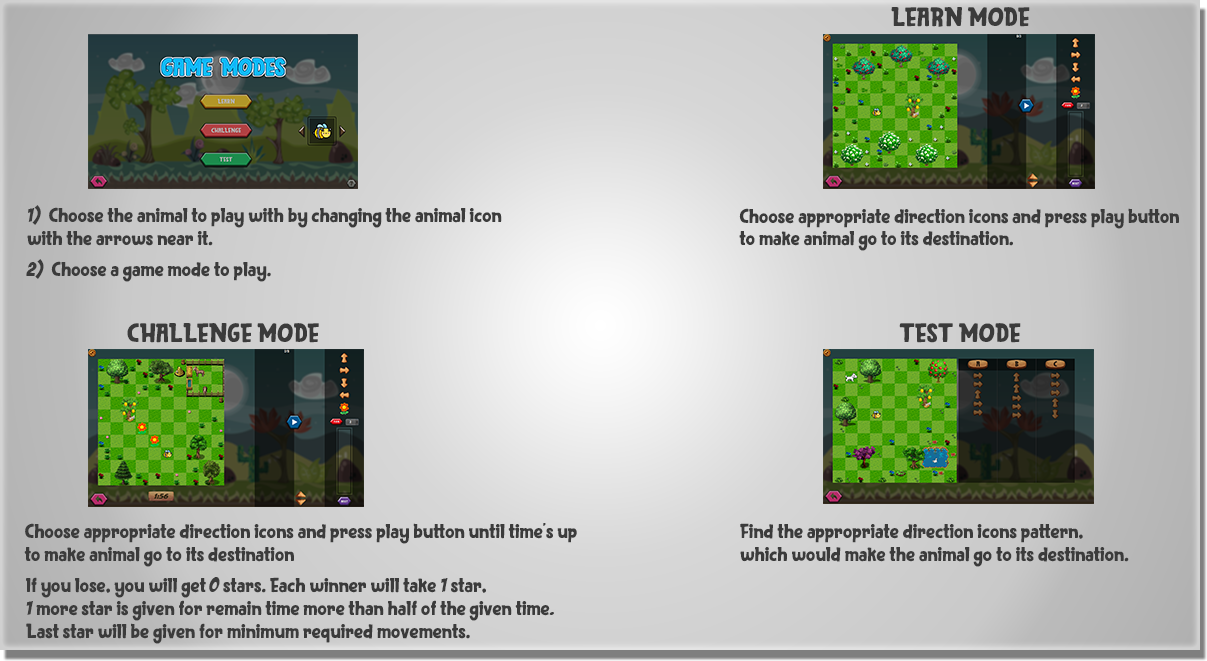 GAME MODES
LEARN
CHALLENGE
TEST
1) Choose the animal to play with by changing the animal icon
with the arrows near it.
2) Choose a game mode to play.
LEARN MODE
Choose appropriate direction icons and press play button
to make animal go to its destination.
CHALLENGE MODE
1:56
Choose appropriate direction icons and press play button until time's up
to make animal go to its destination
If you lose, you will get 0 stars. Each winner will take 1 star,
1 more star is given for remain time more than half of the given time.
Last star will be given for minimum required movements.
TEST MODE
A B C
Find the appropriate direction icons pattern,
which would make the animal go to its destination.